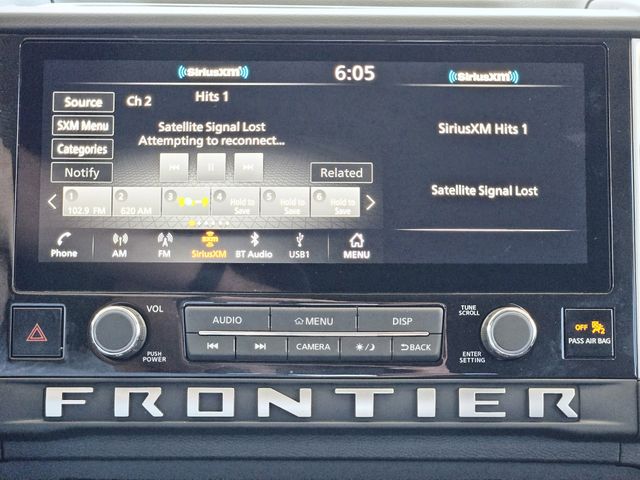 SiriusXM 6:05 SiriusXM
Source Ch 2 Hits 1
SXM Menu Satellite Signal Lost SiriusXM Hits 1
Categories Attempting to reconnect...
Notify Related Satellite Signal Lost
1 2 3 4 5 6
102.9 FM 620 AM Hold to Save Hold to Save Hold to Save
Phone AM FM SiriusXM BT Audio USB1 MENU
VOL AUDIO MENU DISP TUNE SCROLL
PUSH POWER CAMERA BACK ENTER SETTING
OFF 2
PASS AIR BAG
FRONTIER